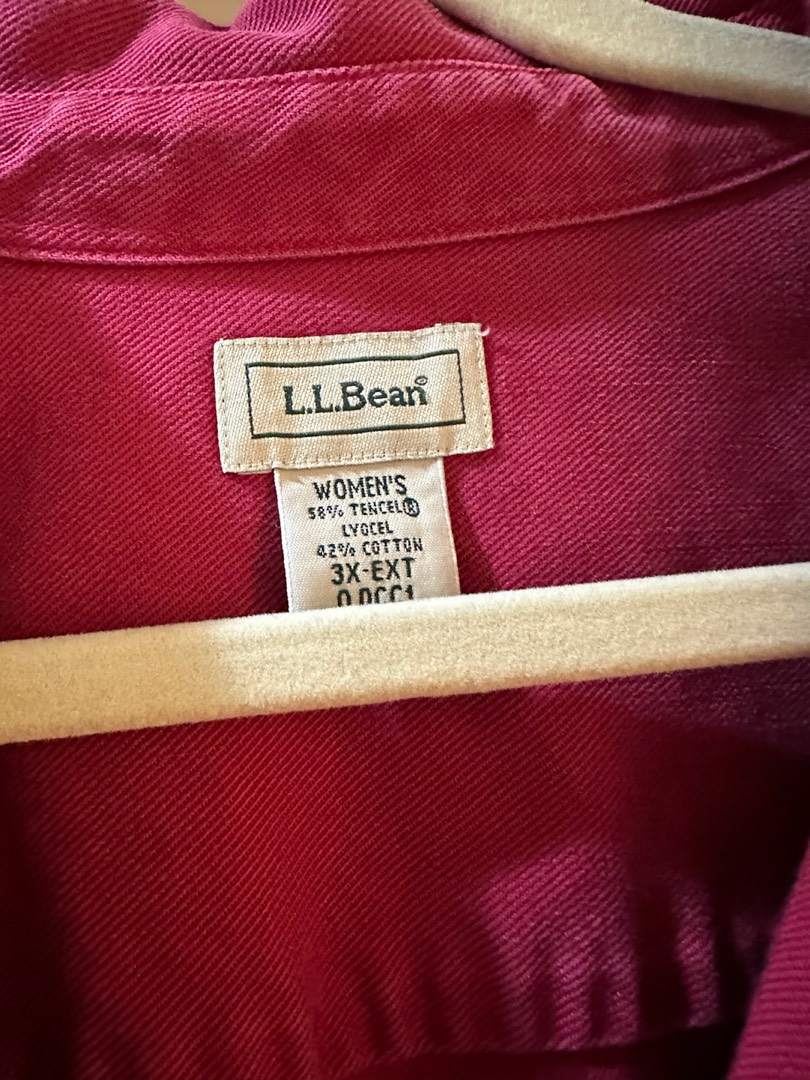 L.L.Bean®
WOMEN'S
58% TENCEL®
LYOCEL
42% COTTON
3X-EXT